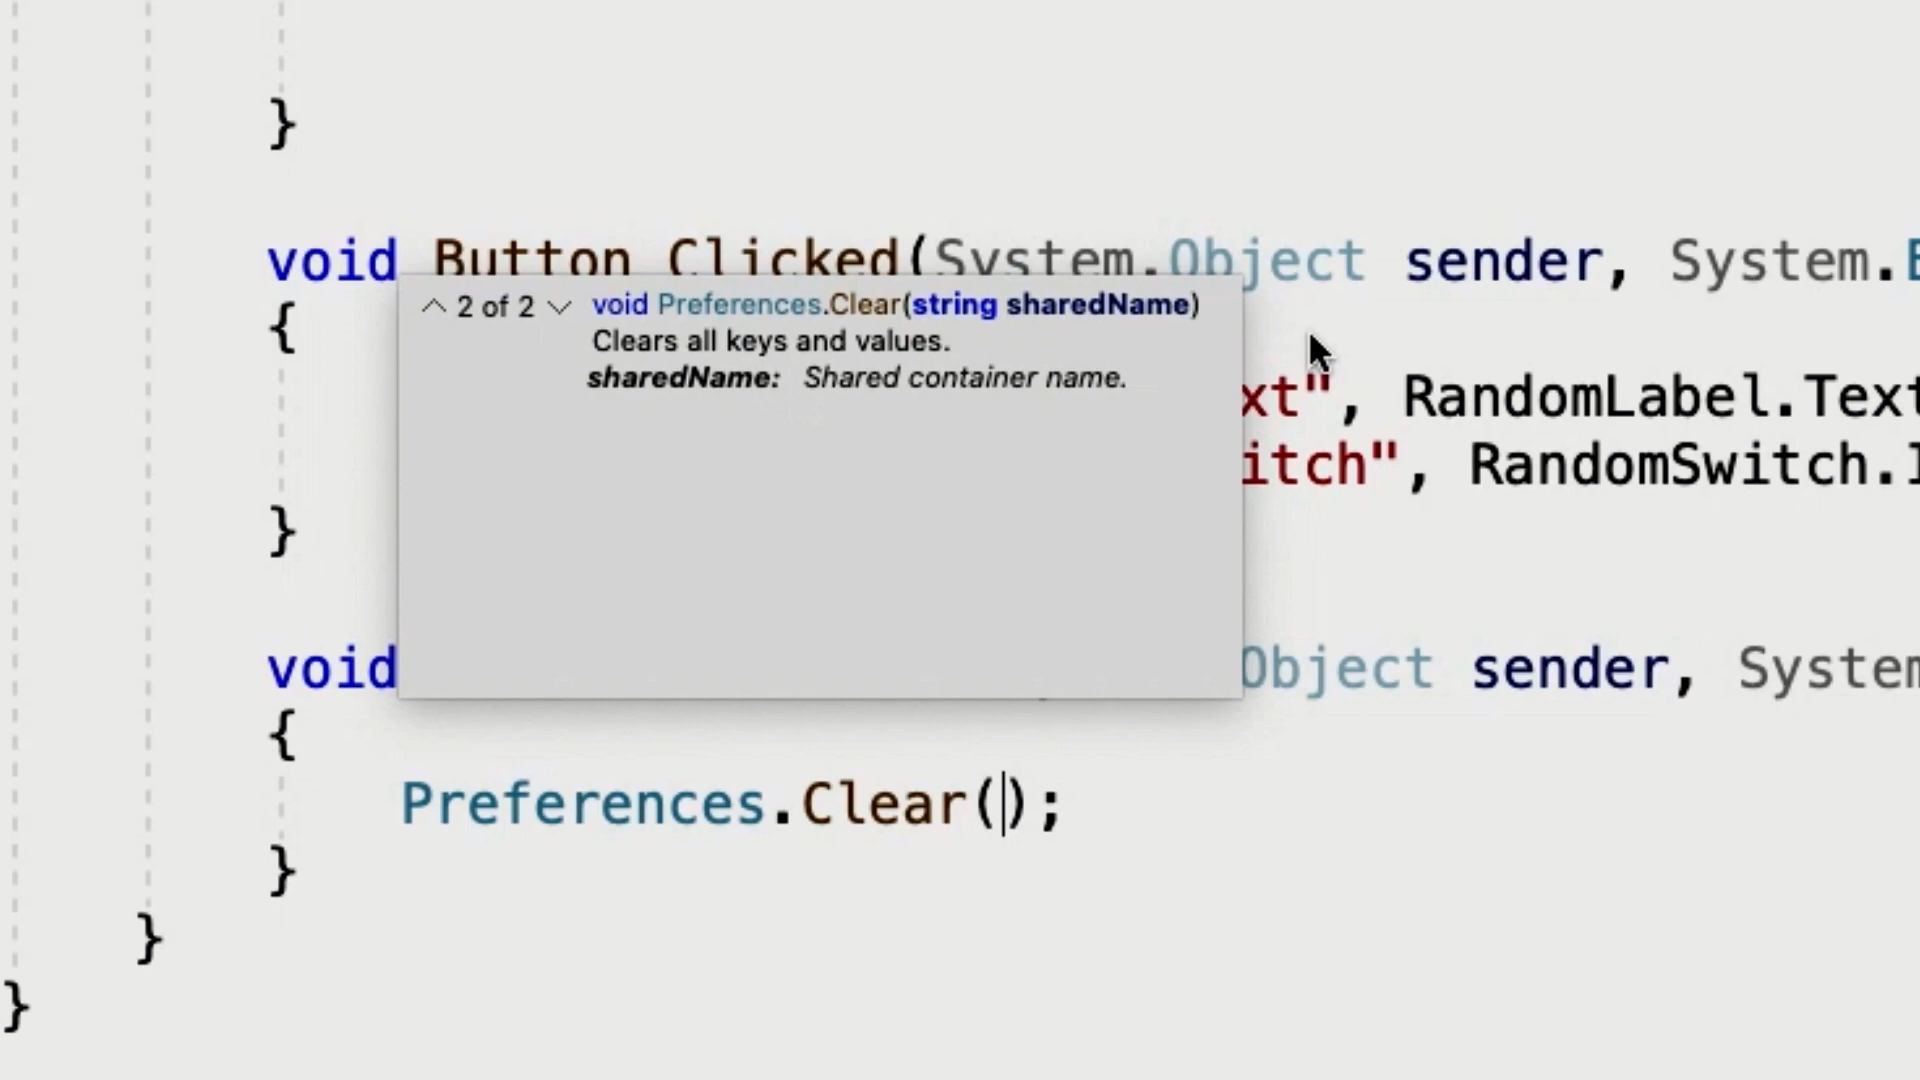 }
void Button_Clicked(System.Object sender, System.
2 of 2 void Preferences.Clear(string sharedName)
Clears all keys and values.
sharedName: Shared container name.
{
xt", RandomLabel.Text
itch", RandomSwitch.
}
void Object sender, System
{
Preferences.Clear();
}
}
}